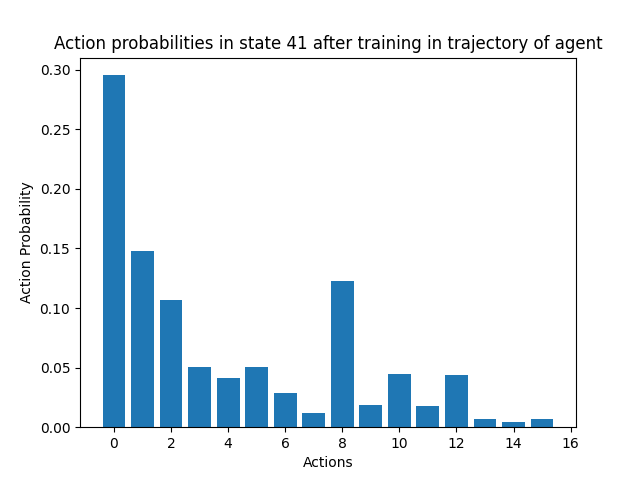 Action probabilities in state 41 after training in trajectory of agent
0.30
0.25
0.20
0.15
0.10
0.05
0.00
Action Probability
0 2 4 6 8 10 12 14 16
Actions